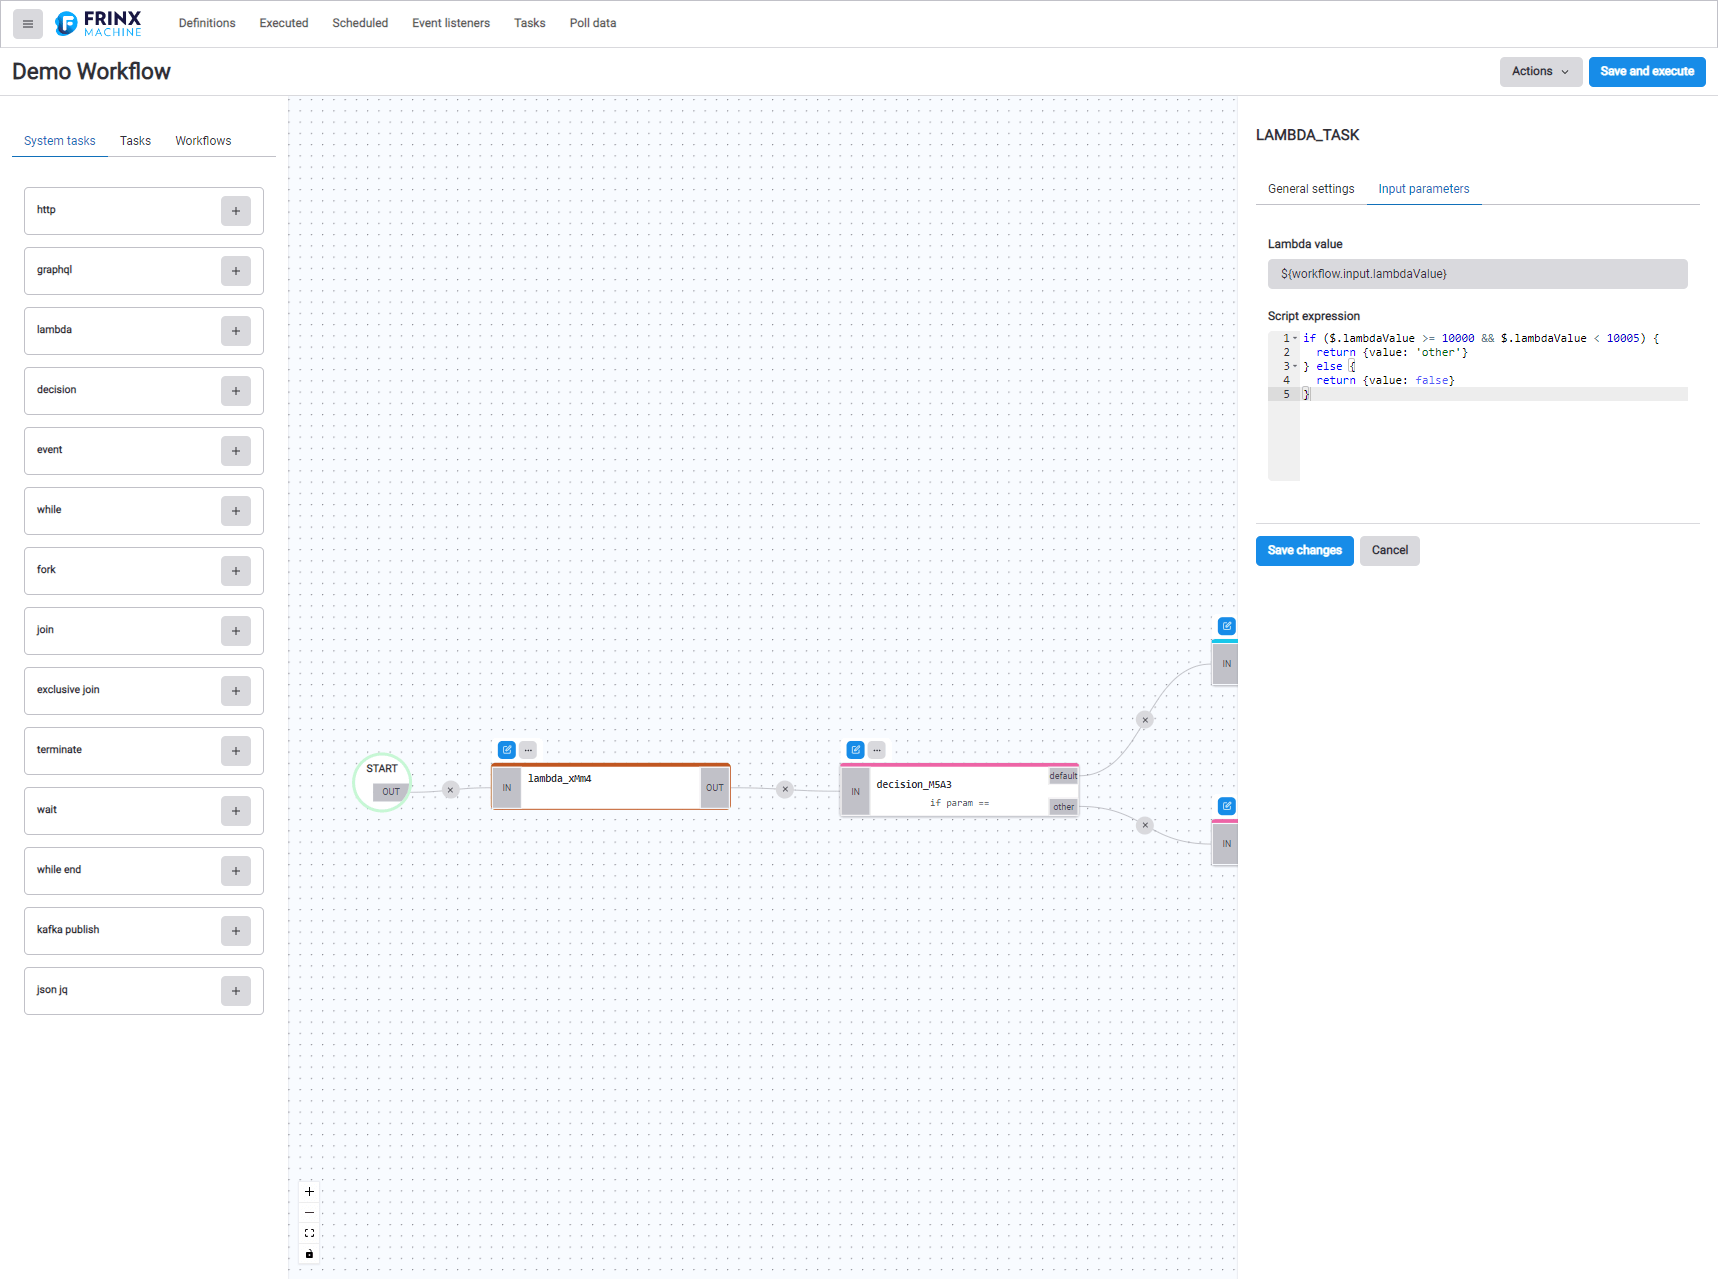 FRINX
MACHINE
Definitions Executed Scheduled Event listeners Tasks Poll data
Demo Workflow
Actions
Save and execute
System tasks Tasks Workflows
http
graphql
lambda
decision
event
while
fork
join
exclusive join
terminate
wait
while end
kafka publish
json jq
START
OUT
IN lambda_xMm4 OUT
IN decision_M5A3 default
if param == other
IN
IN
LAMBDA_TASK
General settings Input parameters
Lambda value
${workflow.input.lambdaValue}
Script expression
1 if ($.lambdaValue >= 10000 && $.lambdaValue < 10005) {
2 return {value: 'other'}
3 } else {
4 return {value: false}
5 }
Save changes Cancel